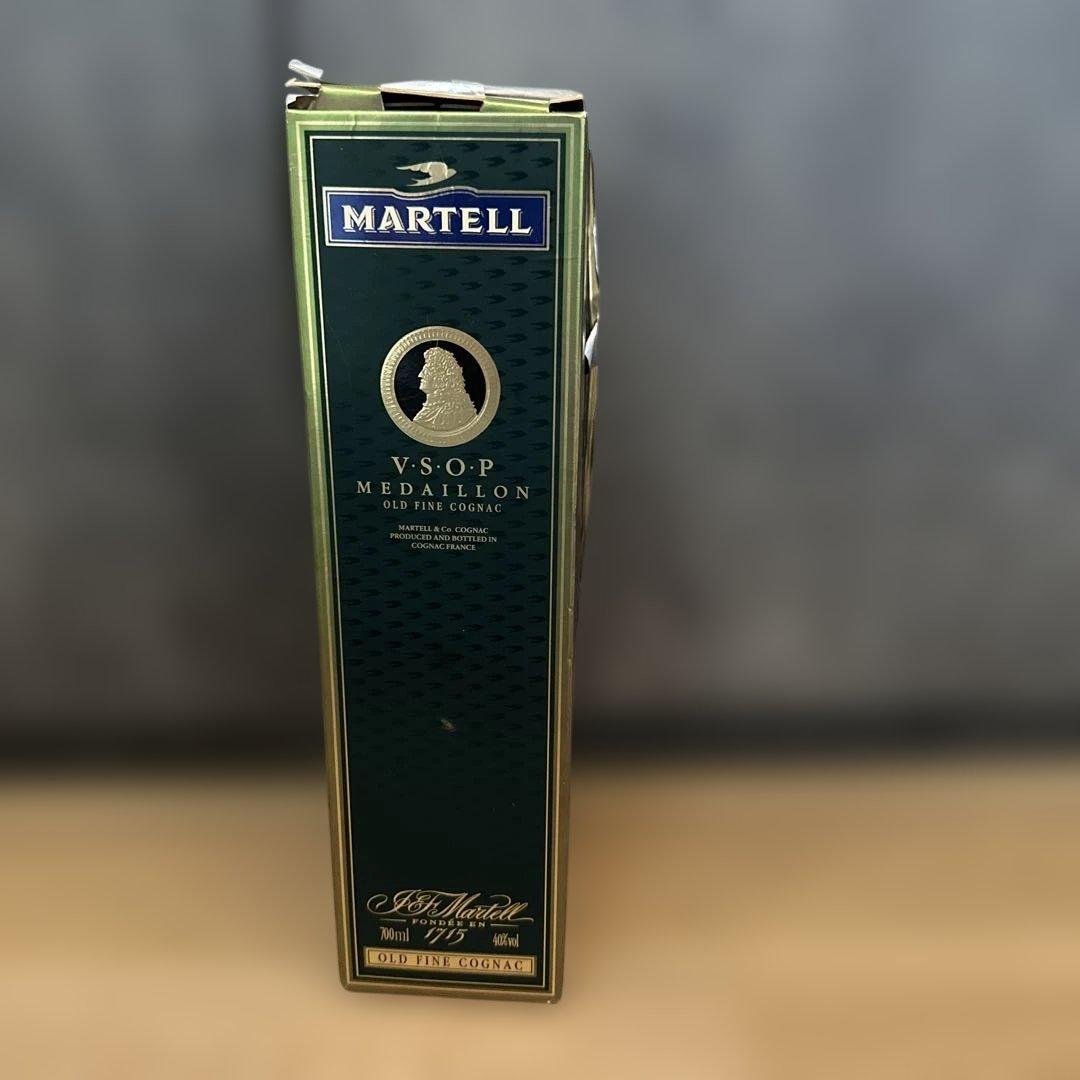 MARTELL
V·S·O·P
MEDAILLON
OLD FINE COGNAC
MARTELL & Co. COGNAC
PRODUCED AND BOTTLED IN
COGNAC FRANCE
J&F Martell
FONDÉE EN
700ml 1715 40%vol
OLD FINE COGNAC